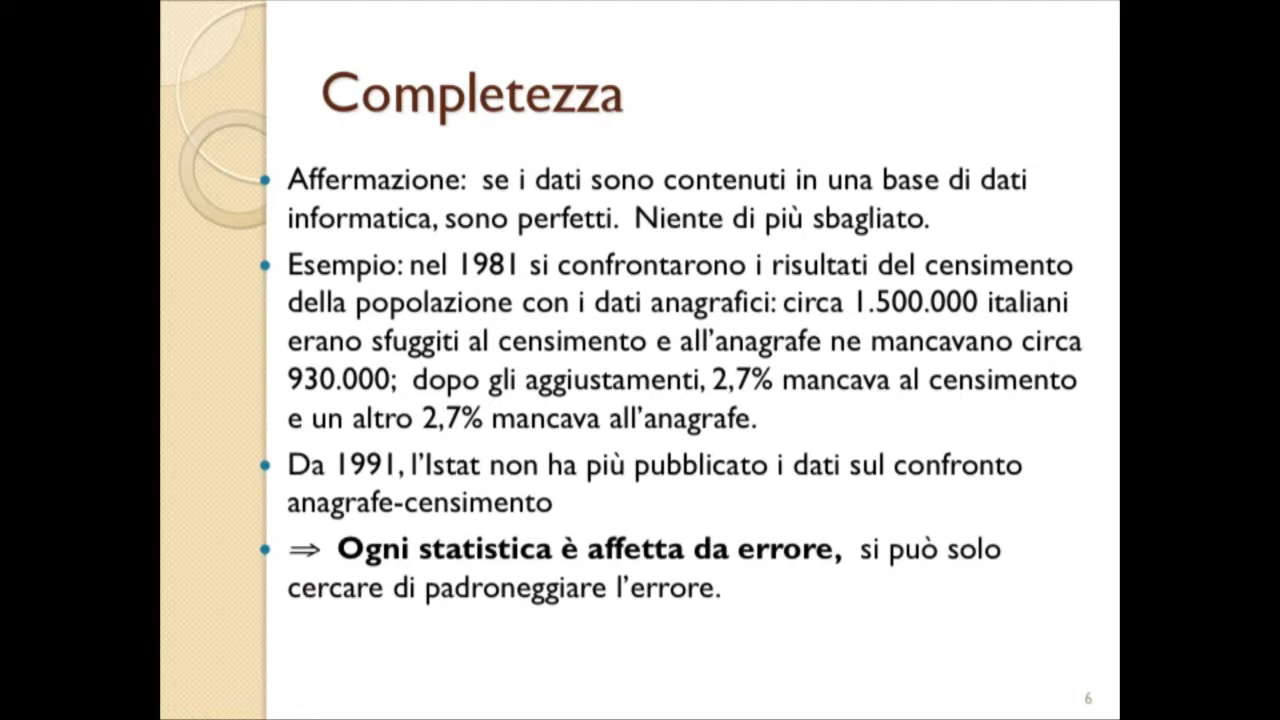 Completezza
• Affermazione: se i dati sono contenuti in una base di dati
informatica, sono perfetti. Niente di più sbagliato.
• Esempio: nel 1981 si confrontarono i risultati del censimento
della popolazione con i dati anagrafici: circa 1.500.000 italiani
erano sfuggiti al censimento e all’anagrafe ne mancavano circa
930.000; dopo gli aggiustamenti, 2,7% mancava al censimento
e un altro 2,7% mancava all’anagrafe.
• Da 1991, l’Istat non ha più pubblicato i dati sul confronto
anagrafe-censimento
• ⇒ Ogni statistica è affetta da errore, si può solo
cercare di padroneggiare l’errore.
6